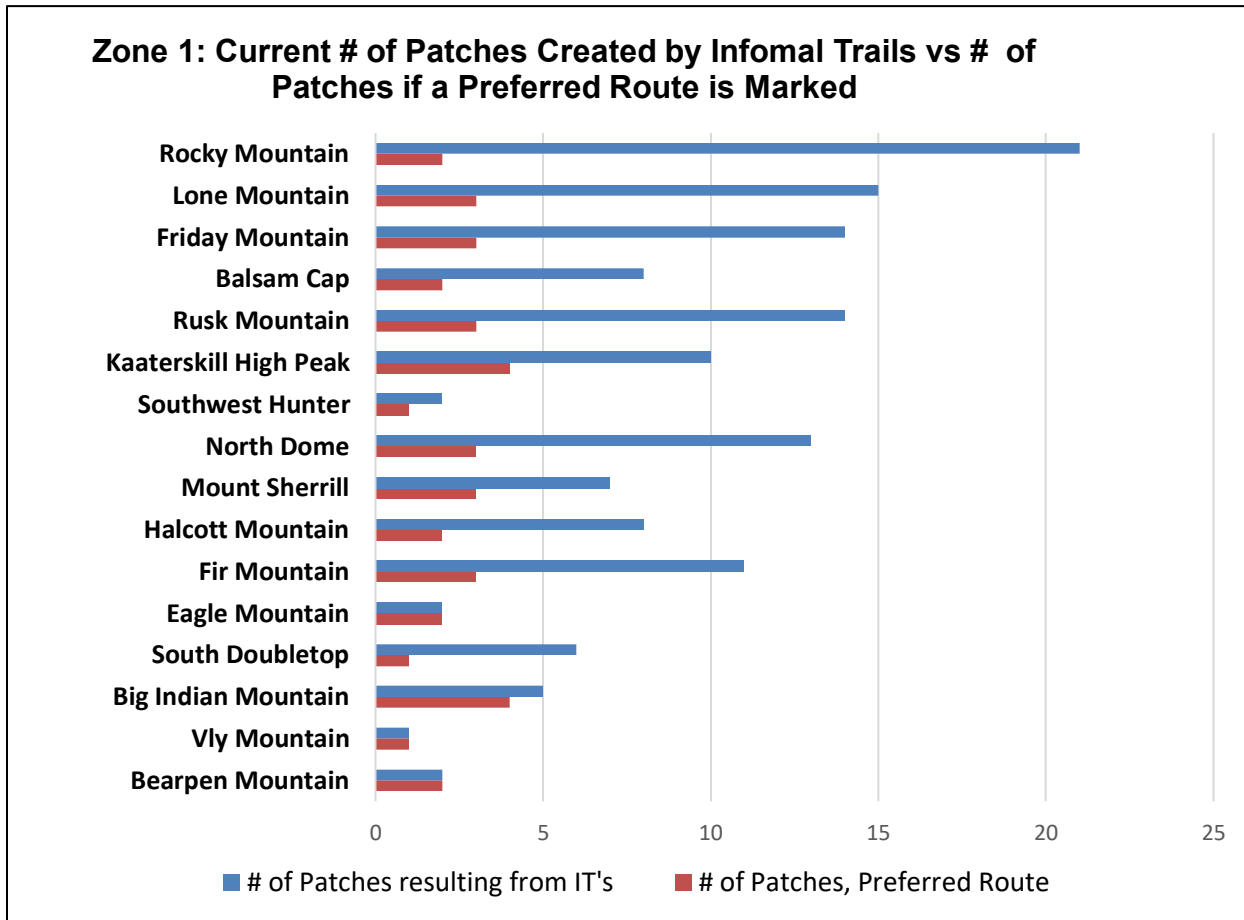 Zone 1: Current # of Patches Created by Infomal Trails vs # of
Patches if a Preferred Route is Marked
Rocky Mountain
Lone Mountain
Friday Mountain
Balsam Cap
Rusk Mountain
Kaaterskill High Peak
Southwest Hunter
North Dome
Mount Sherrill
Halcott Mountain
Fir Mountain
Eagle Mountain
South Doubletop
Big Indian Mountain
Vly Mountain
Bearpen Mountain
0 5 10 15 20 25
# of Patches resulting from IT's # of Patches, Preferred Route